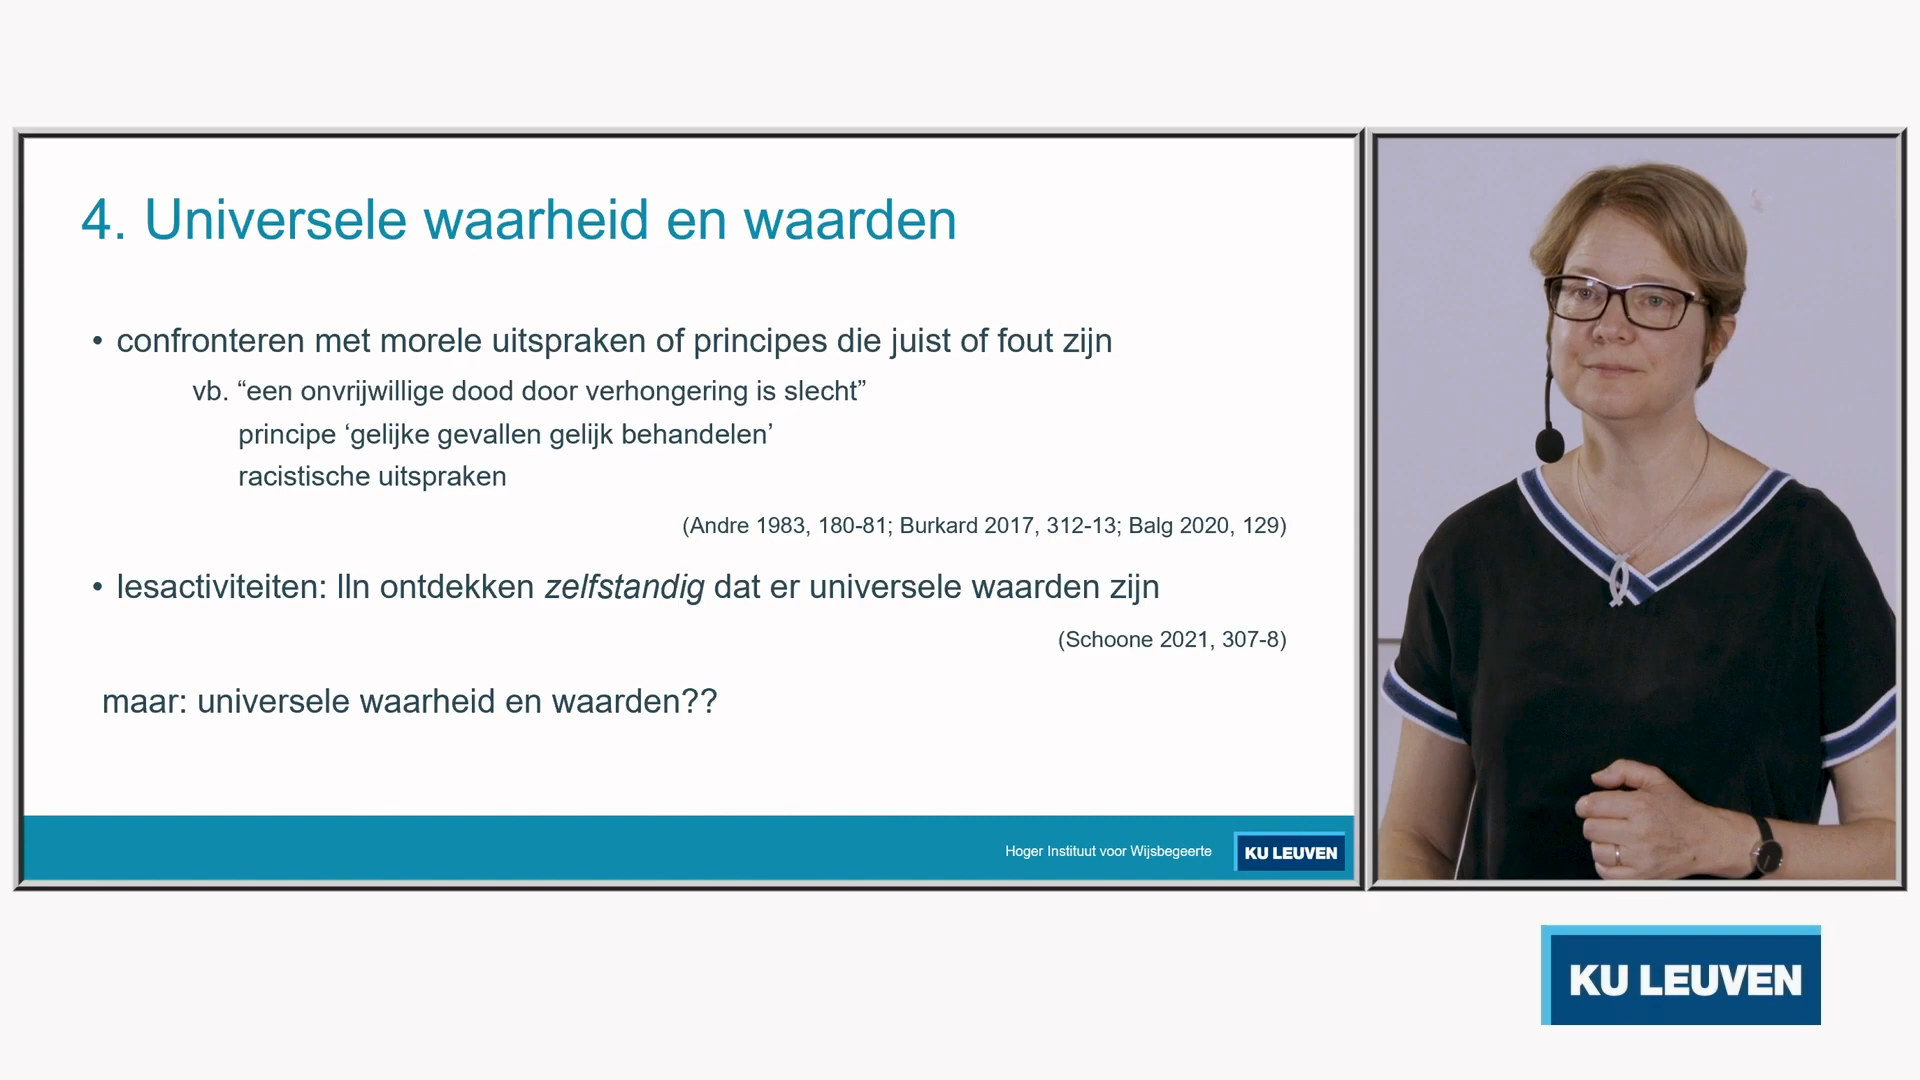 4. Universele waarheid en waarden
• confronteren met morele uitspraken of principes die juist of fout zijn
vb. “een onvrijwillige dood door verhongering is slecht”
principe ‘gelijke gevallen gelijk behandelen’
racistische uitspraken
(Andre 1983, 180-81; Burkard 2017, 312-13; Balg 2020, 129)
• lesactiviteiten: lln ontdekken zelfstandig dat er universele waarden zijn
(Schoone 2021, 307-8)
maar: universele waarheid en waarden??
Hoger Instituut voor Wijsbegeerte
KU LEUVEN
KU LEUVEN